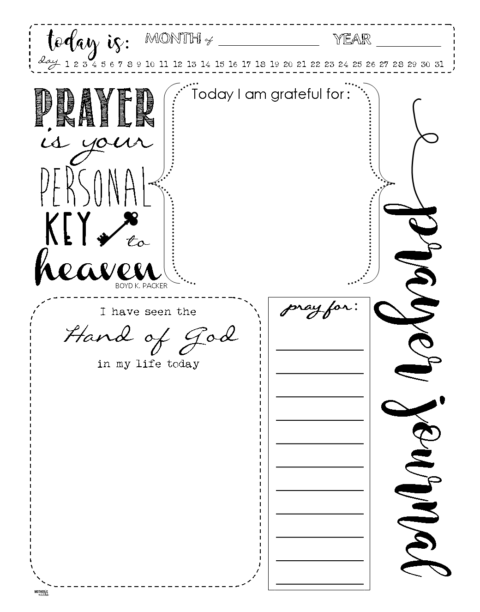 today is: MONTH of YEAR
day 1 2 3 4 5 6 7 8 9 10 11 12 13 14 15 16 17 18 19 20 21 22 23 24 25 26 27 28 29 30 31
PRAYER
is your
PERSONAL
KEY to
heaven
BOYD K. PACKER
Today I am grateful for:
prayer journal
I have seen the
Hand of God
in my life today
pray for: